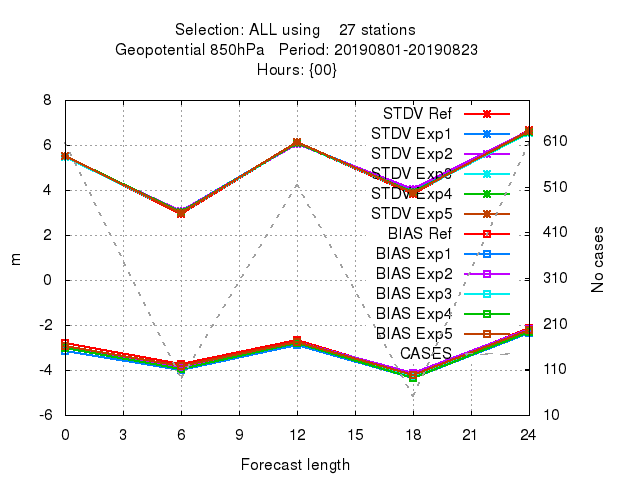 Selection: ALL using    27 stations
Geopotential 850hPa   Period: 20190801-20190823
Hours: {00}
8
6
4
2
0
-2
-4
-6
m
610
510
410
310
210
110
10
No cases
STDV Ref
STDV Exp1
STDV Exp2
STDV Exp3
STDV Exp4
STDV Exp5
BIAS Ref
BIAS Exp1
BIAS Exp2
BIAS Exp3
BIAS Exp4
BIAS Exp5
CASES
0 3 6 9 12 15 18 21 24
Forecast length